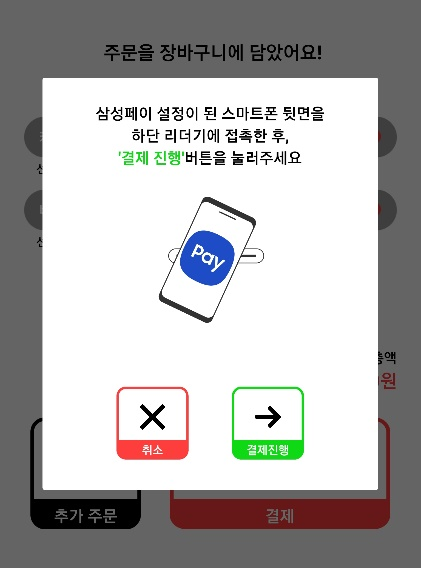 주문을 장바구니에 담았어요!
삼성페이 설정이 된 스마트폰 뒷면을
하단 리더기에 접촉한 후,
'결제 진행'버튼을 눌러주세요
pay
총액
원
취소
결제진행
추가 주문
결제